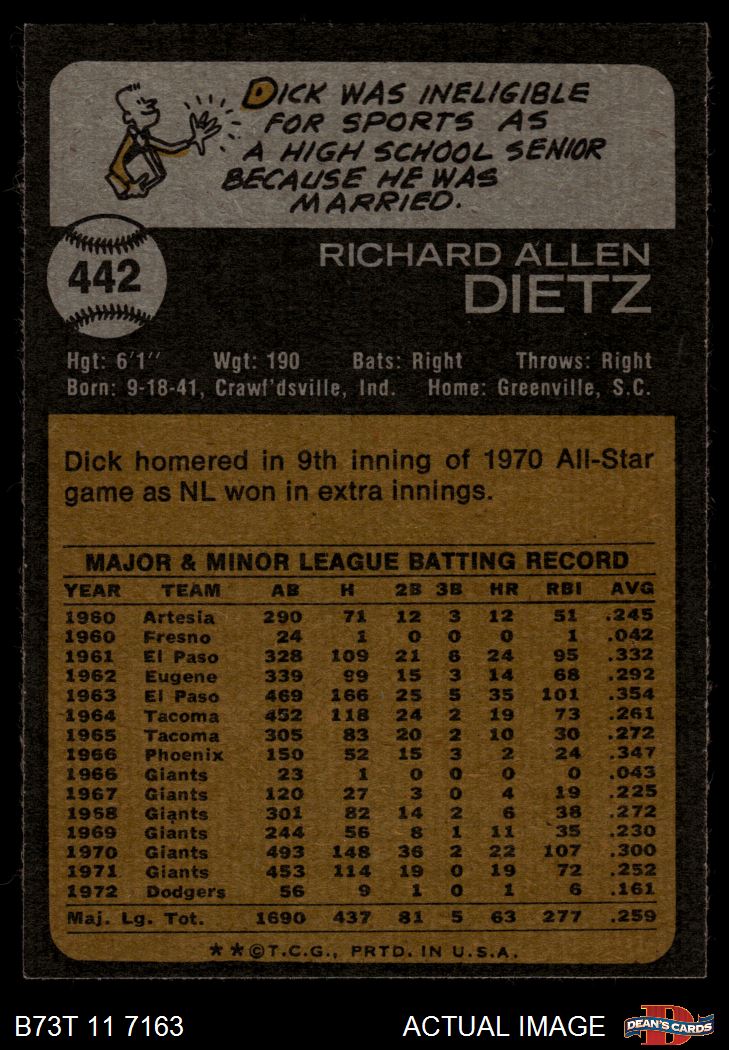 DICK WAS INELIGIBLE
FOR SPORTS AS
A HIGH SCHOOL SENIOR
BECAUSE HE WAS
MARRIED.
442
RICHARD ALLEN
DIETZ
Hgt: 6'1" Wgt: 190 Bats: Right Throws: Right
Born: 9-18-41, Crawf'dsville, Ind. Home: Greenville, S.C.
Dick homered in 9th inning of 1970 All-Star
game as NL won in extra innings.
MAJOR & MINOR LEAGUE BATTING RECORD
YEAR TEAM AB H 2B 3B HR RBI AVG
1960 Artesia 290 71 12 3 12 51 .245
1960 Fresno 24 1 0 0 0 1 .042
1961 El Paso 328 109 21 6 24 95 .332
1962 Eugene 339 99 15 3 14 68 .292
1963 El Paso 469 166 25 5 35 101 .354
1964 Tacoma 452 118 24 2 19 73 .261
1965 Tacoma 305 83 20 2 10 30 .272
1966 Phoenix 150 52 15 3 2 24 .347
1966 Giants 23 1 0 0 0 0 .043
1967 Giants 120 27 3 0 4 19 .225
1968 Giants 301 82 14 2 6 38 .272
1969 Giants 244 56 8 1 11 35 .230
1970 Giants 493 148 36 2 22 107 .300
1971 Giants 453 114 19 0 19 72 .252
1972 Dodgers 56 9 1 0 1 6 .161
Maj. Lg. Tot. 1690 437 81 5 63 277 .259
★★©T.C.G., PRTD. IN U.S.A.
B73T 11 7163 ACTUAL IMAGE DEAN'S CARDS